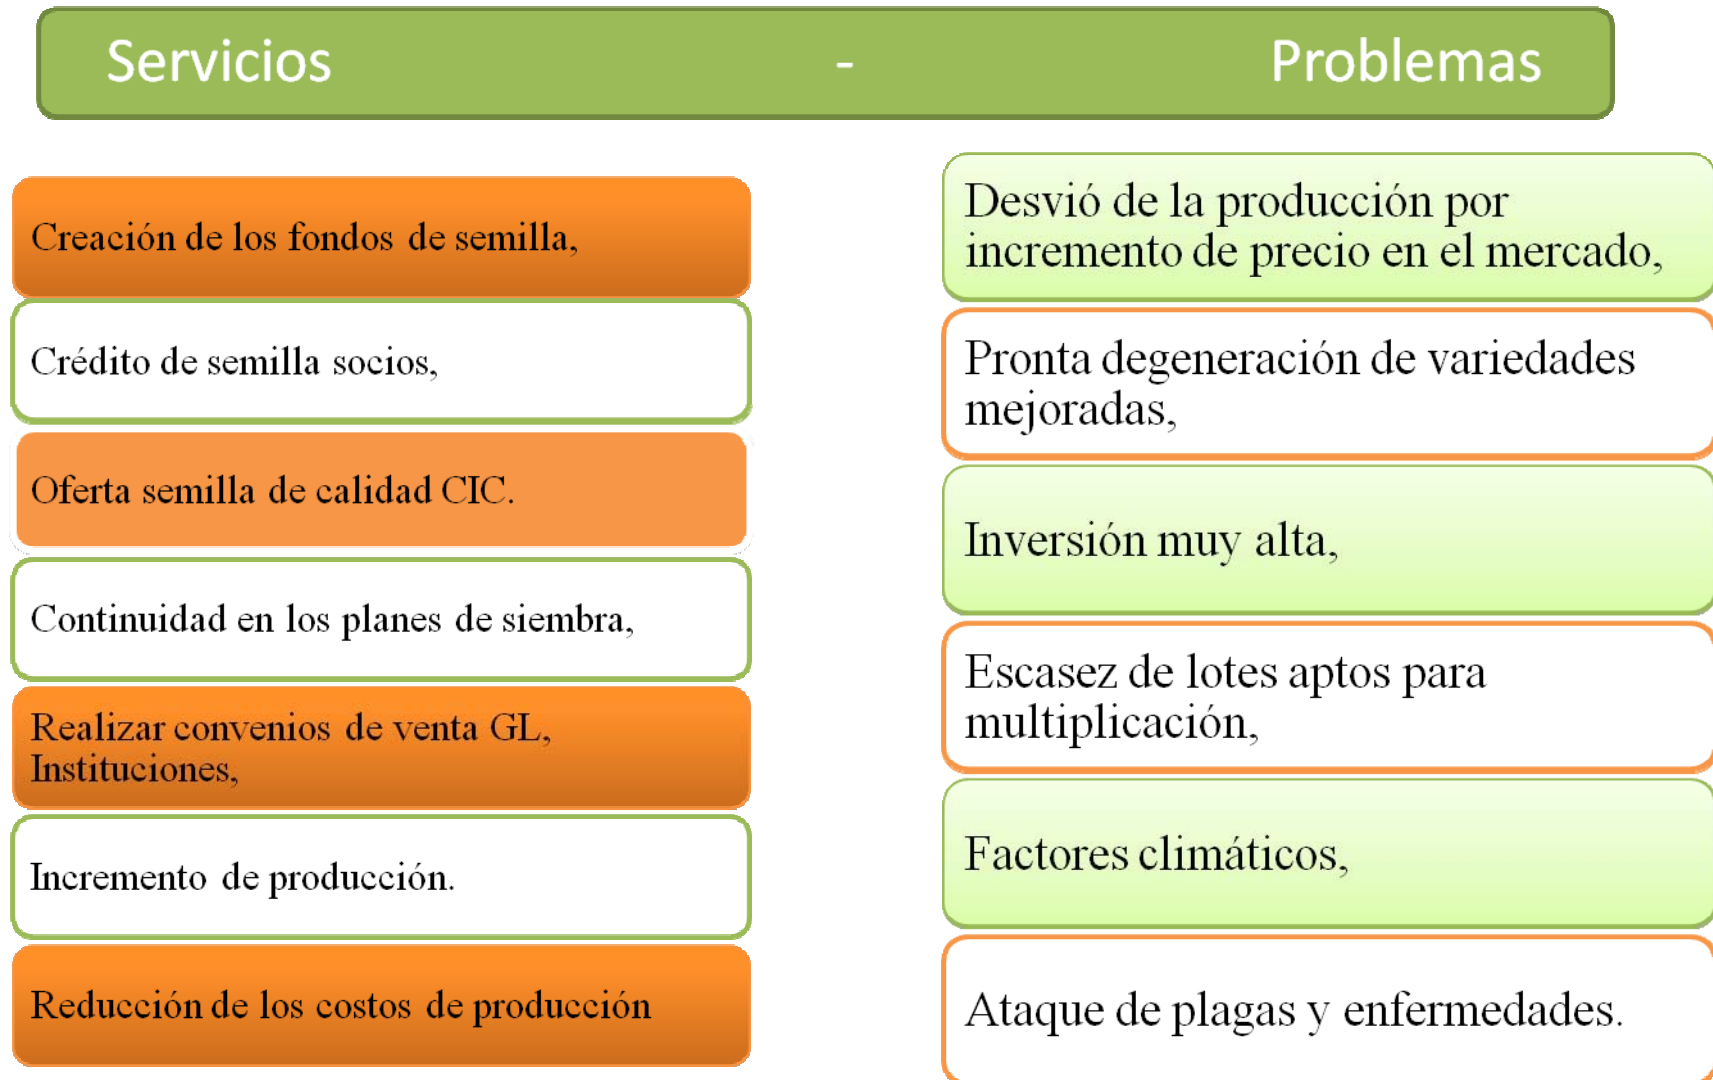 Servicios - Problemas
Creación de los fondos de semilla,
Crédito de semilla socios,
Oferta semilla de calidad CIC.
Continuidad en los planes de siembra,
Realizar convenios de venta GL,
Instituciones,
Incremento de producción.
Reducción de los costos de producción
Desvió de la producción por
incremento de precio en el mercado,
Pronta degeneración de variedades
mejoradas,
Inversión muy alta,
Escasez de lotes aptos para
multiplicación,
Factores climáticos,
Ataque de plagas y enfermedades.